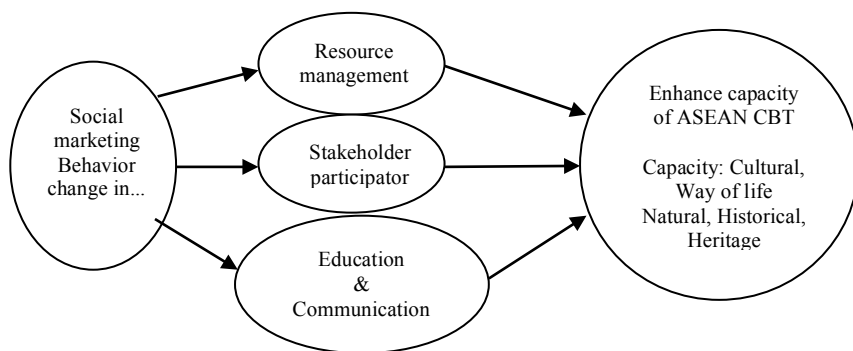 Social
marketing
Behavior
change in...
Resource
management
Stakeholder
participator
Education
&
Communication
Enhance capacity
of ASEAN CBT
Capacity: Cultural,
Way of life
Natural, Historical,
Heritage